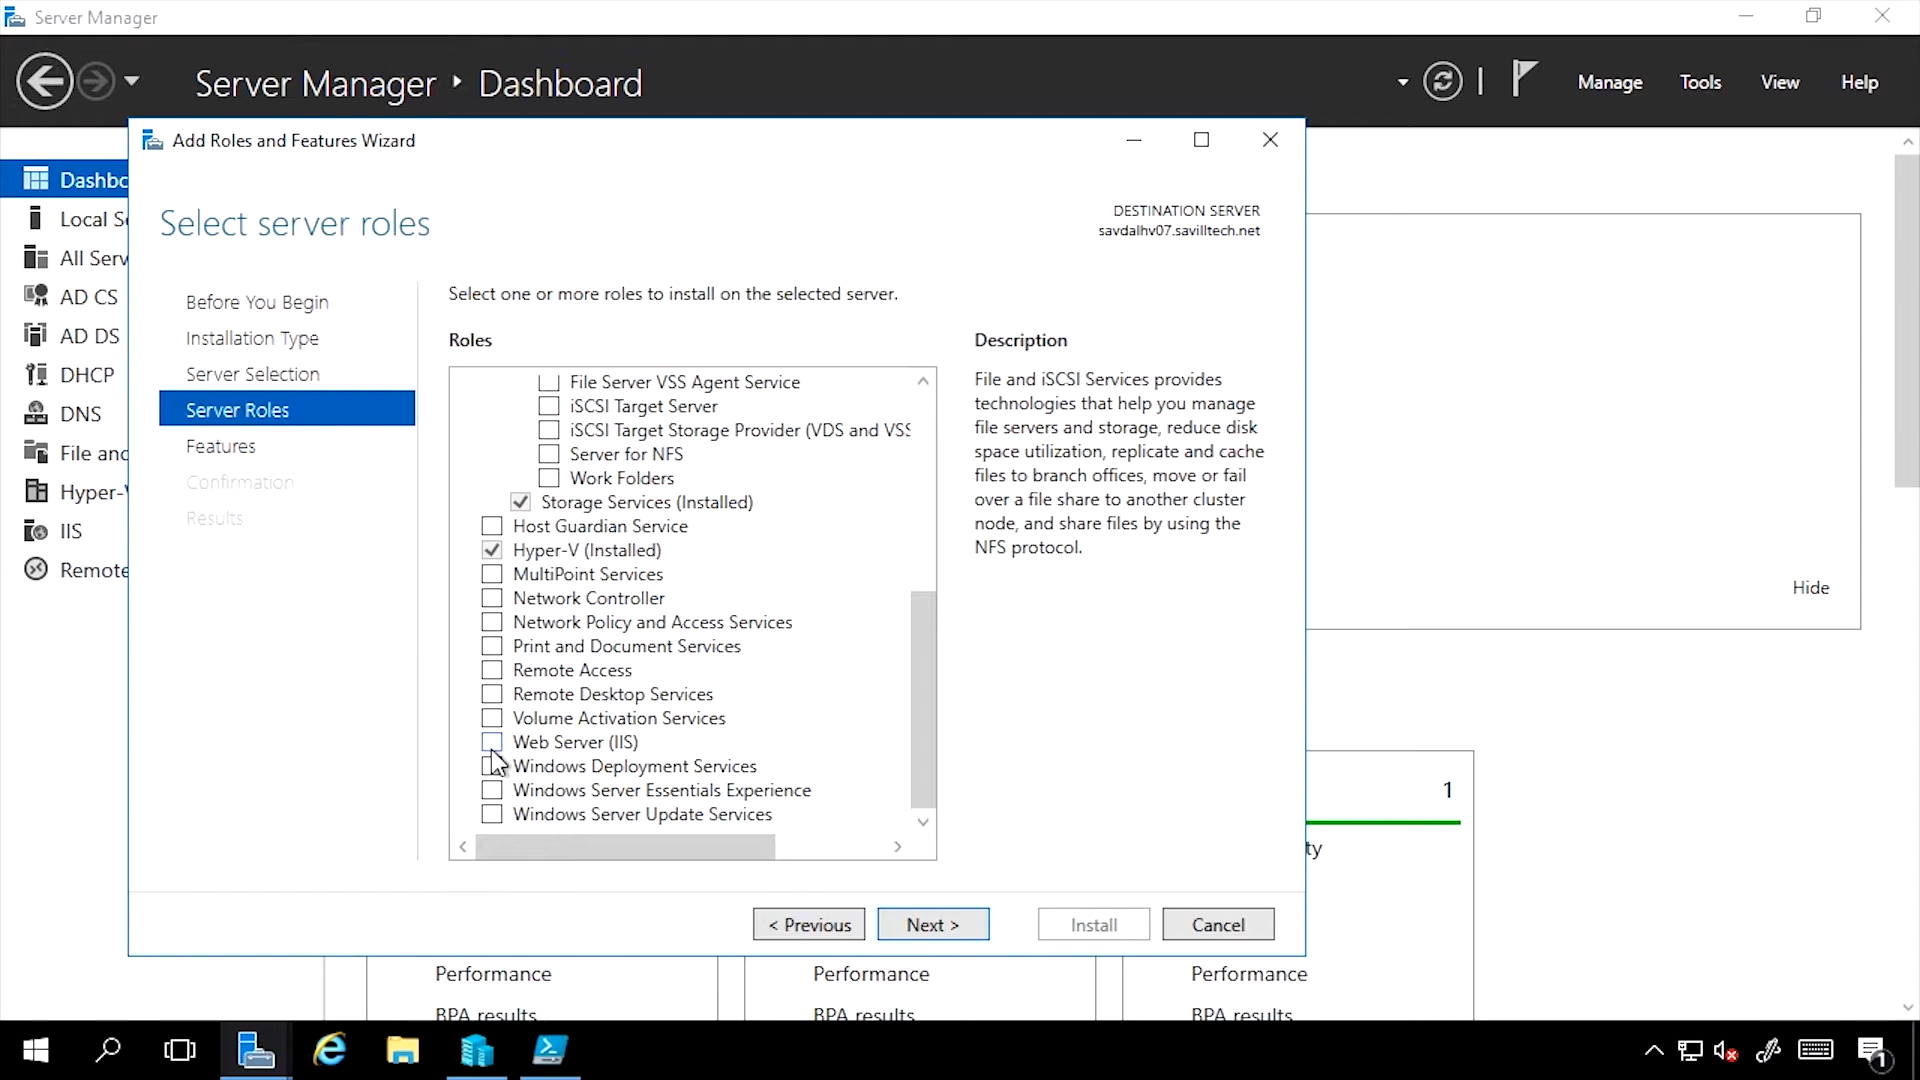 Server Manager
Server Manager ‣ Dashboard
Manage
Tools
View
Help
Add Roles and Features Wizard
Dashbo
Local Se
All Serv
AD CS
AD DS
DHCP
DNS
File and
Hyper-V
IIS
Remote
Select server roles
DESTINATION SERVER
savdalhv07.savilltech.net
Before You Begin
Installation Type
Server Selection
Server Roles
Features
Confirmation
Results
Select one or more roles to install on the selected server.
Roles
File Server VSS Agent Service
iSCSI Target Server
iSCSI Target Storage Provider (VDS and VSS
Server for NFS
Work Folders
Storage Services (Installed)
Host Guardian Service
Hyper-V (Installed)
MultiPoint Services
Network Controller
Network Policy and Access Services
Print and Document Services
Remote Access
Remote Desktop Services
Volume Activation Services
Web Server (IIS)
Windows Deployment Services
Windows Server Essentials Experience
Windows Server Update Services
Description
File and iSCSI Services provides
technologies that help you manage
file servers and storage, reduce disk
space utilization, replicate and cache
files to branch offices, move or fail
over a file share to another cluster
node, and share files by using the
NFS protocol.
Hide
1
ty
< Previous
Next >
Install
Cancel
Performance
Performance
Performance
BPA results
BPA results
BPA results
1